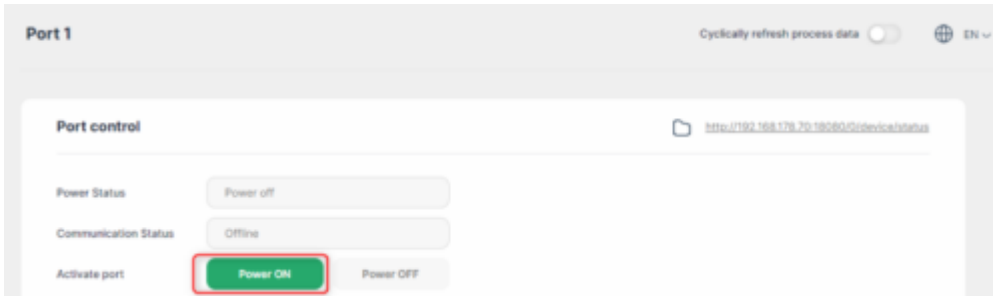 Port 1
Cyclically refresh process data
EN
Port control
http://192.168.178.70:18080/0/device/status
Power Status
Power off
Communication Status
Offline
Activate port
Power ON
Power OFF